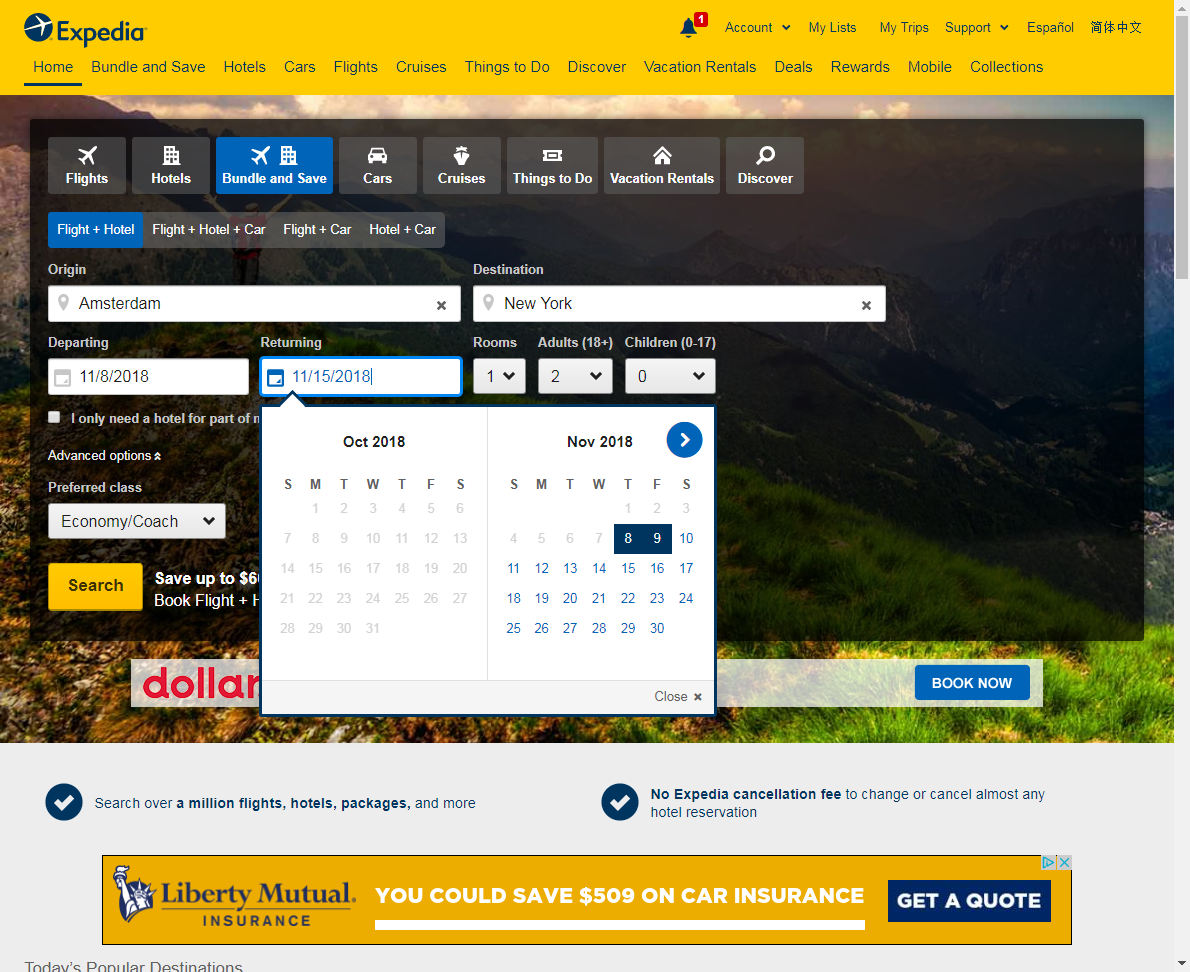 Expedia
1
Account
My Lists
My Trips
Support
Español
简体中文
Home
Bundle and Save
Hotels
Cars
Flights
Cruises
Things to Do
Discover
Vacation Rentals
Deals
Rewards
Mobile
Collections
Flights
Hotels
Bundle and Save
Cars
Cruises
Things to Do
Vacation Rentals
Discover
Flight + Hotel
Flight + Hotel + Car
Flight + Car
Hotel + Car
Origin
Destination
Amsterdam
New York
Departing
Returning
Rooms
Adults (18+)
Children (0-17)
11/8/2018
11/15/2018
1
2
0
I only need a hotel for part of
Advanced options
Preferred class
Economy/Coach
Search
Save up to
Book Flight +
Oct 2018
S M T W T F S
1 2 3 4 5 6
7 8 9 10 11 12 13
14 15 16 17 18 19 20
21 22 23 24 25 26 27
28 29 30 31
Nov 2018
S M T W T F S
1 2 3
4 5 6 7 8 9 10
11 12 13 14 15 16 17
18 19 20 21 22 23 24
25 26 27 28 29 30
Close
dollar
BOOK NOW
Search over a million flights, hotels, packages, and more
No Expedia cancellation fee to change or cancel almost any
hotel reservation
Liberty Mutual.
INSURANCE
YOU COULD SAVE $509 ON CAR INSURANCE
GET A QUOTE
Today's Popular Destinations